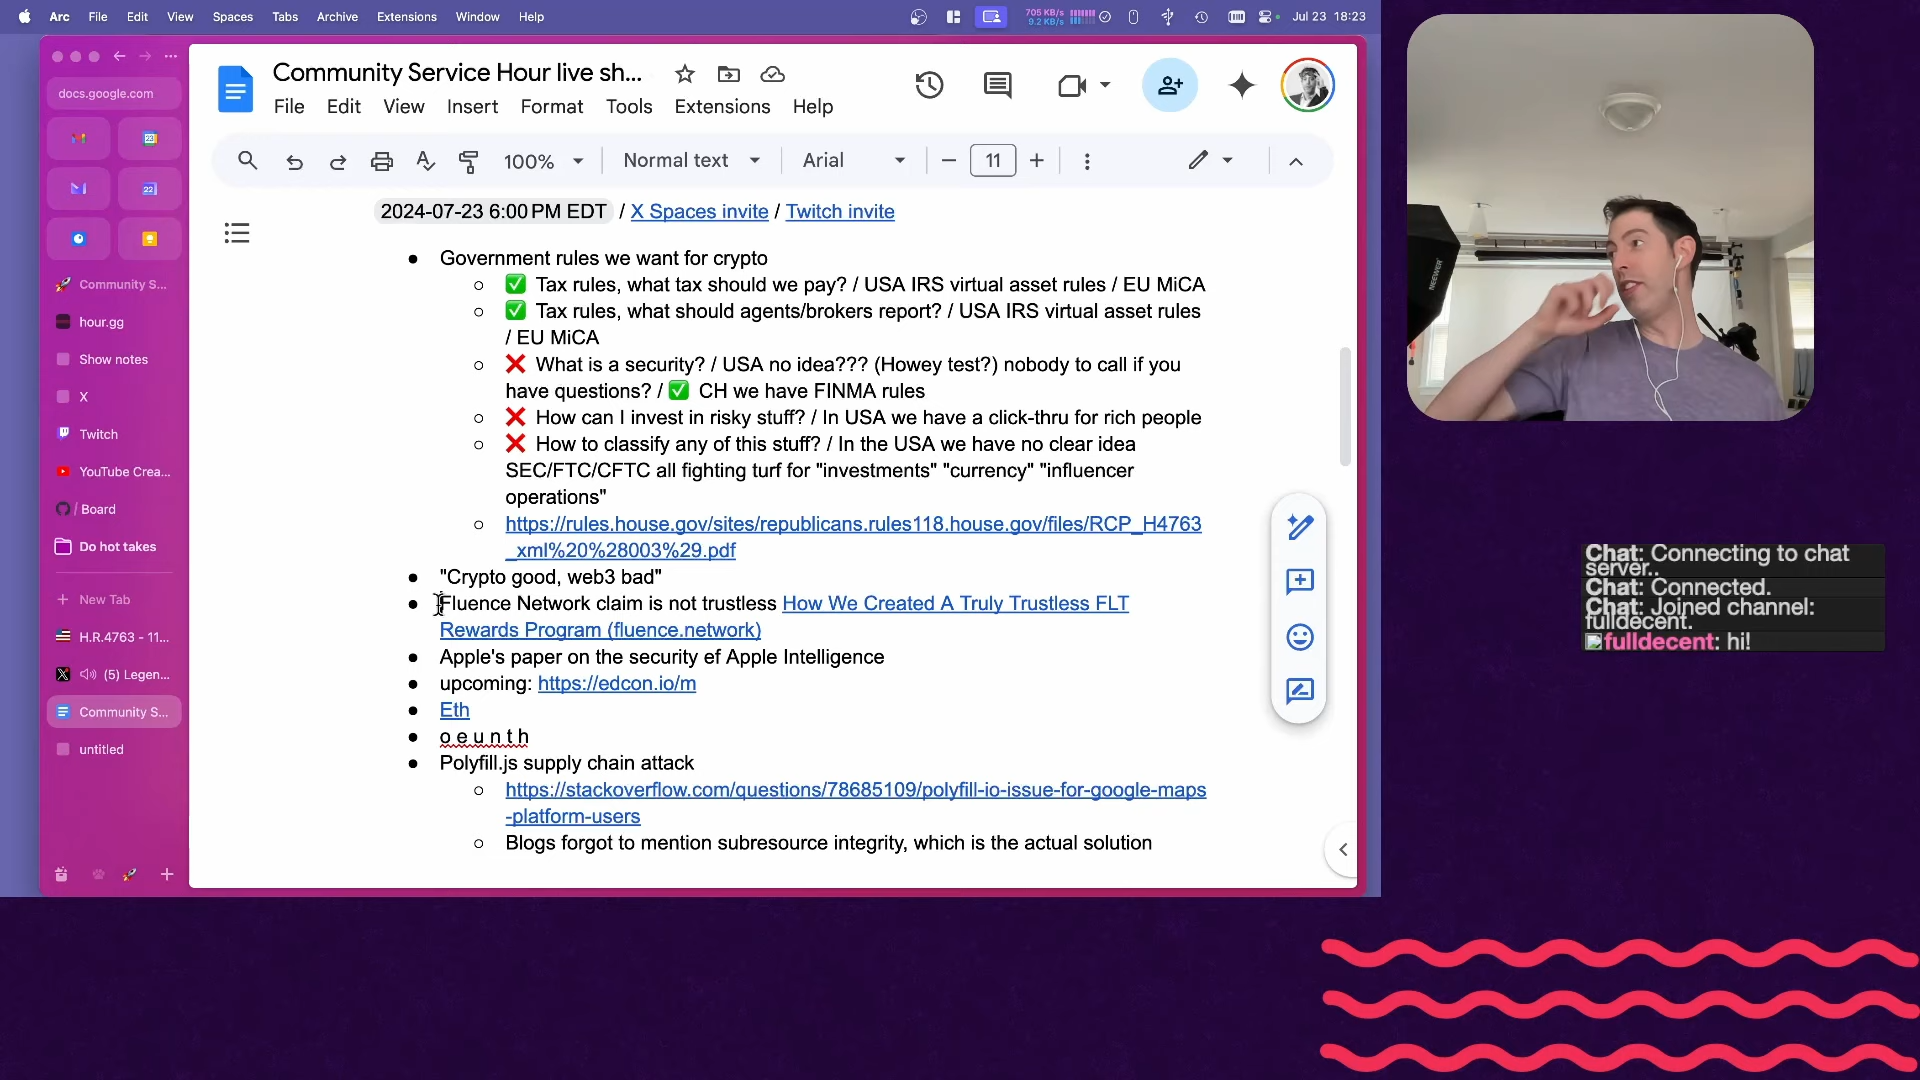 Arc File Edit View Spaces Tabs Archive Extensions Window Help
705 KB/s
9.2 KB/s
Jul 23 18:23
docs.google.com
23
22
Community S...
hour.gg
Show notes
X
Twitch
YouTube Crea...
/ Board
Do hot takes
New Tab
H.R.4763 - 11...
(5) Legen...
Community S...
untitled
Community Service Hour live sh...
File Edit View Insert Format Tools Extensions Help
100% Normal text Arial 11
2024-07-23 6:00 PM EDT / X Spaces invite / Twitch invite
● Government rules we want for crypto
○ ✅ Tax rules, what tax should we pay? / USA IRS virtual asset rules / EU MiCA
○ ✅ Tax rules, what should agents/brokers report? / USA IRS virtual asset rules
/ EU MiCA
○ ❌ What is a security? / USA no idea??? (Howey test?) nobody to call if you
have questions? / ✅ CH we have FINMA rules
○ ❌ How can I invest in risky stuff? / In USA we have a click-thru for rich people
○ ❌ How to classify any of this stuff? / In the USA we have no clear idea
SEC/FTC/CFTC all fighting turf for "investments" "currency" "influencer
operations"
○ https://rules.house.gov/sites/republicans.rules118.house.gov/files/RCP_H4763
_xml%20%28003%29.pdf
● "Crypto good, web3 bad"
● Fluence Network claim is not trustless How We Created A Truly Trustless FLT
Rewards Program (fluence.network)
● Apple's paper on the security ef Apple Intelligence
● upcoming: https://edcon.io/m
● Eth
● o e u n t h
● Polyfill.js supply chain attack
○ https://stackoverflow.com/questions/78685109/polyfill-io-issue-for-google-maps
-platform-users
○ Blogs forgot to mention subresource integrity, which is the actual solution
NEEWER
Chat: Connecting to chat
server..
Chat: Connected.
Chat: Joined channel:
fulldecent.
fulldecent: hi!